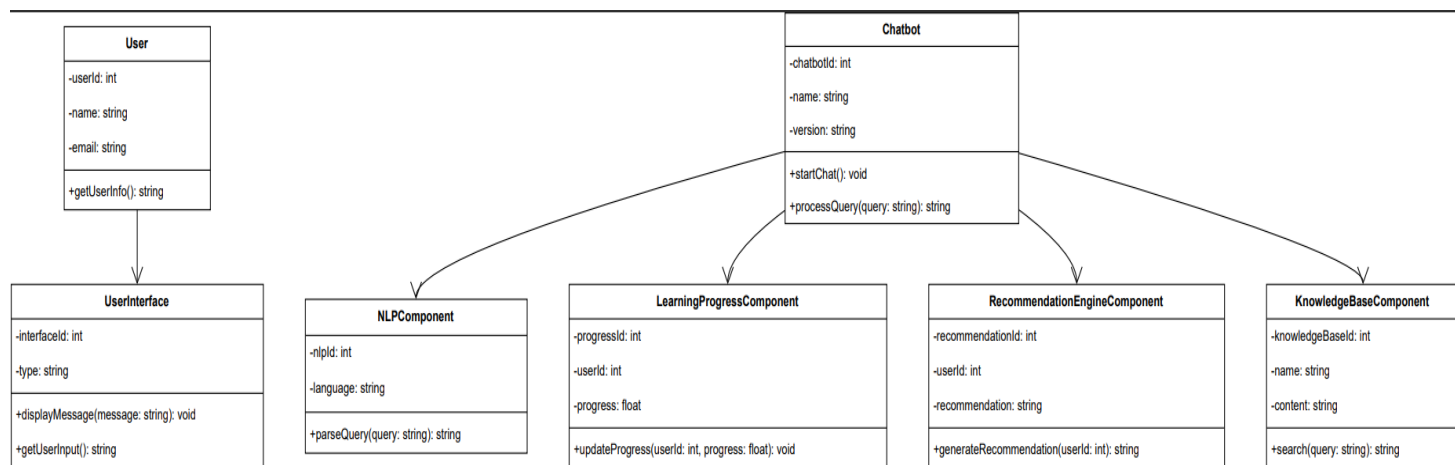 User
-userId: int
-name: string
-email: string
+getUserInfo(): string
Chatbot
-chatbotId: int
-name: string
-version: string
+startChat(): void
+processQuery(query: string): string
UserInterface
-interfaceId: int
-type: string
+displayMessage(message: string): void
+getUserInput(): string
NLPComponent
-nlpId: int
-language: string
+parseQuery(query: string): string
LearningProgressComponent
-progressId: int
-userId: int
-progress: float
+updateProgress(userId: int, progress: float): void
RecommendationEngineComponent
-recommendationId: int
-userId: int
-recommendation: string
+generateRecommendation(userId: int): string
KnowledgeBaseComponent
-knowledgeBaseId: int
-name: string
-content: string
+search(query: string): string